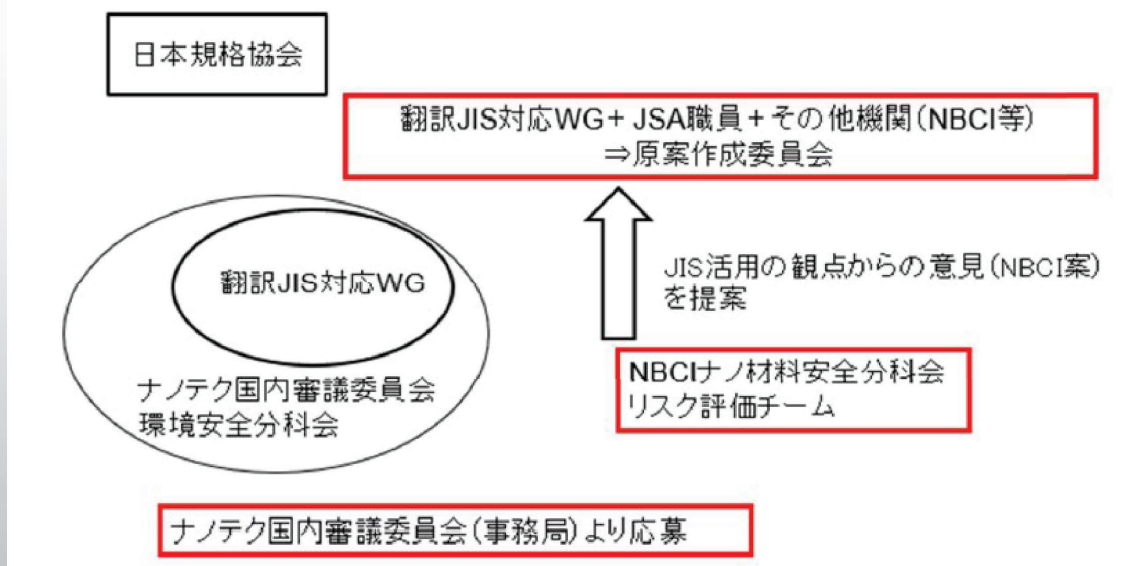 日本規格協会
翻訳JIS対応WG+JSA職員+その他機関(NBCI等)
⇒原案作成委員会
翻訳JIS対応WG
JIS活用の観点からの意見(NBCI案)
を提案
NBCIナノ材料安全分科会
リスク評価チーム
ナノテク国内審議委員会
環境安全分科会
ナノテク国内審議委員会(事務局)より応募